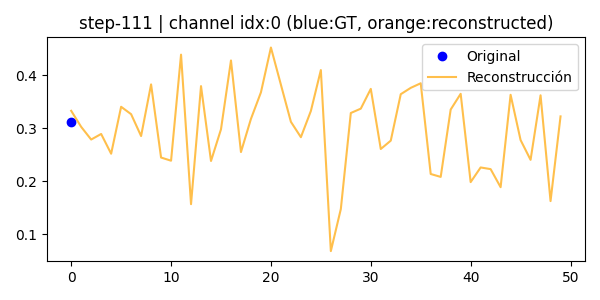 step-111 | channel idx:0 (blue:GT, orange:reconstructed)
Original
Reconstrucción
0.4
0.3
0.2
0.1
0 10 20 30 40 50